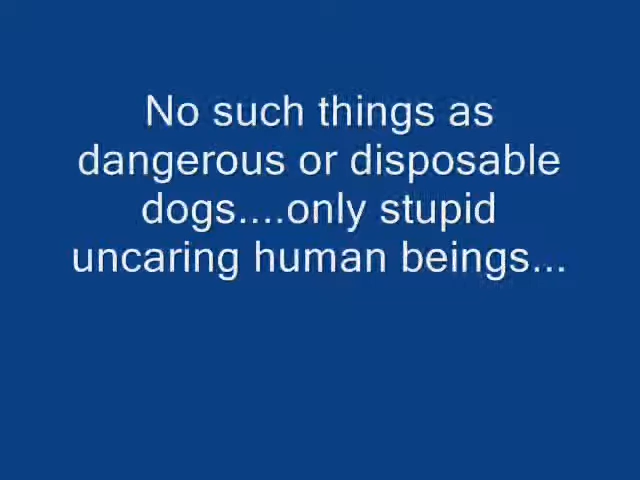 No such things as
dangerous or disposable
dogs....only stupid
uncaring human beings...